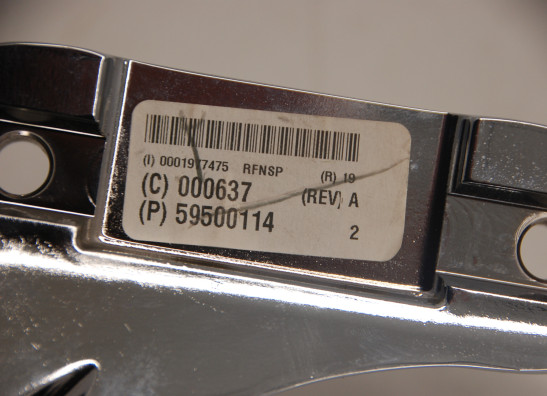 (I) 0001977475 RFNSP (R) 19
(C) 000637 (REV) A
(P) 59500114 2